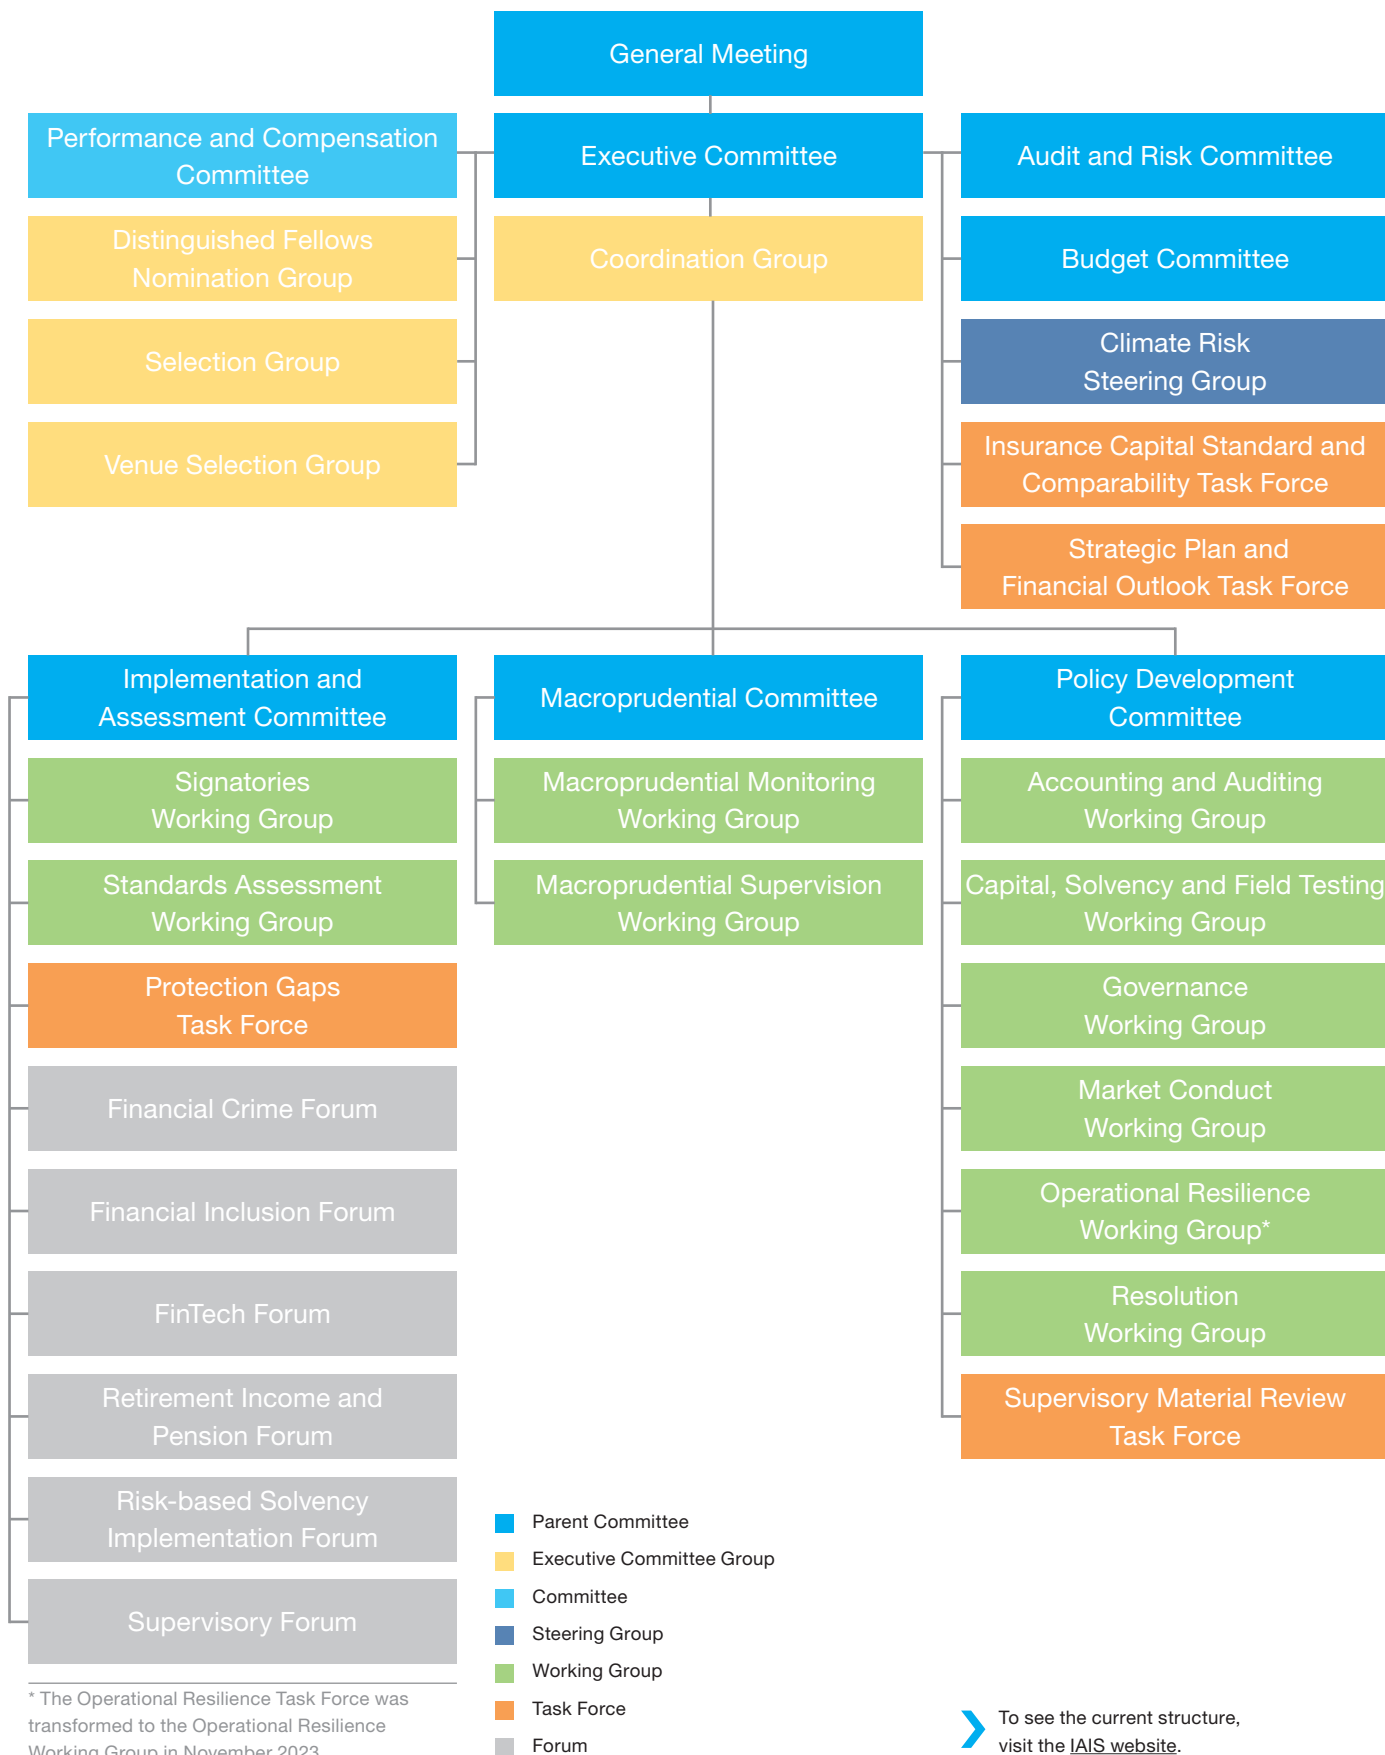 General Meeting
Performance and Compensation
Committee
Executive Committee
Audit and Risk Committee
Distinguished Fellows
Nomination Group
Coordination Group
Budget Committee
Selection Group
Climate Risk
Steering Group
Venue Selection Group
Insurance Capital Standard and
Comparability Task Force
Strategic Plan and
Financial Outlook Task Force
Implementation and
Assessment Committee
Macroprudential Committee
Policy Development
Committee
Signatories
Working Group
Macroprudential Monitoring
Working Group
Accounting and Auditing
Working Group
Standards Assessment
Working Group
Macroprudential Supervision
Working Group
Capital, Solvency and Field Testing
Working Group
Protection Gaps
Task Force
Governance
Working Group
Financial Crime Forum
Market Conduct
Working Group
Financial Inclusion Forum
Operational Resilience
Working Group*
FinTech Forum
Resolution
Working Group
Retirement Income and
Pension Forum
Supervisory Material Review
Task Force
Risk-based Solvency
Implementation Forum
Supervisory Forum
Parent Committee
Executive Committee Group
Committee
Steering Group
Working Group
Task Force
Forum
* The Operational Resilience Task Force was
transformed to the Operational Resilience
Working Group in November 2023
To see the current structure,
visit the IAIS website.